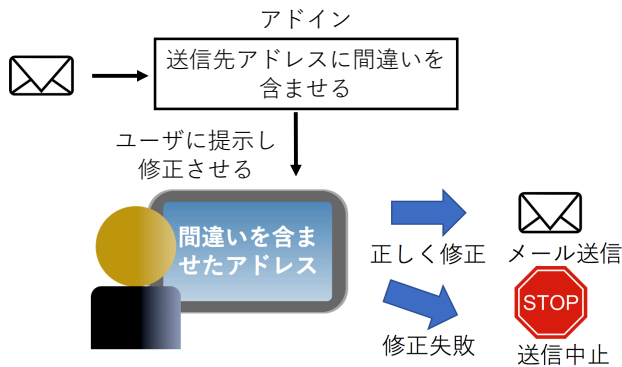 アドイン
送信先アドレスに間違いを
含ませる
ユーザに提示し
修正させる
間違いを含ま
せたアドレス
正しく修正
メール送信
STOP
修正失敗
送信中止